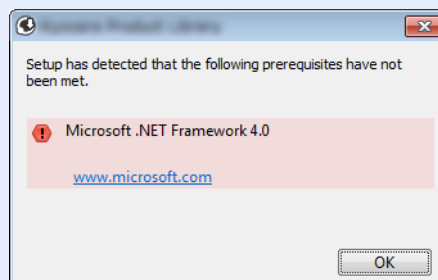 Setup has detected that the following prerequisites have not
been met.
Microsoft .NET Framework 4.0
www.microsoft.com
OK